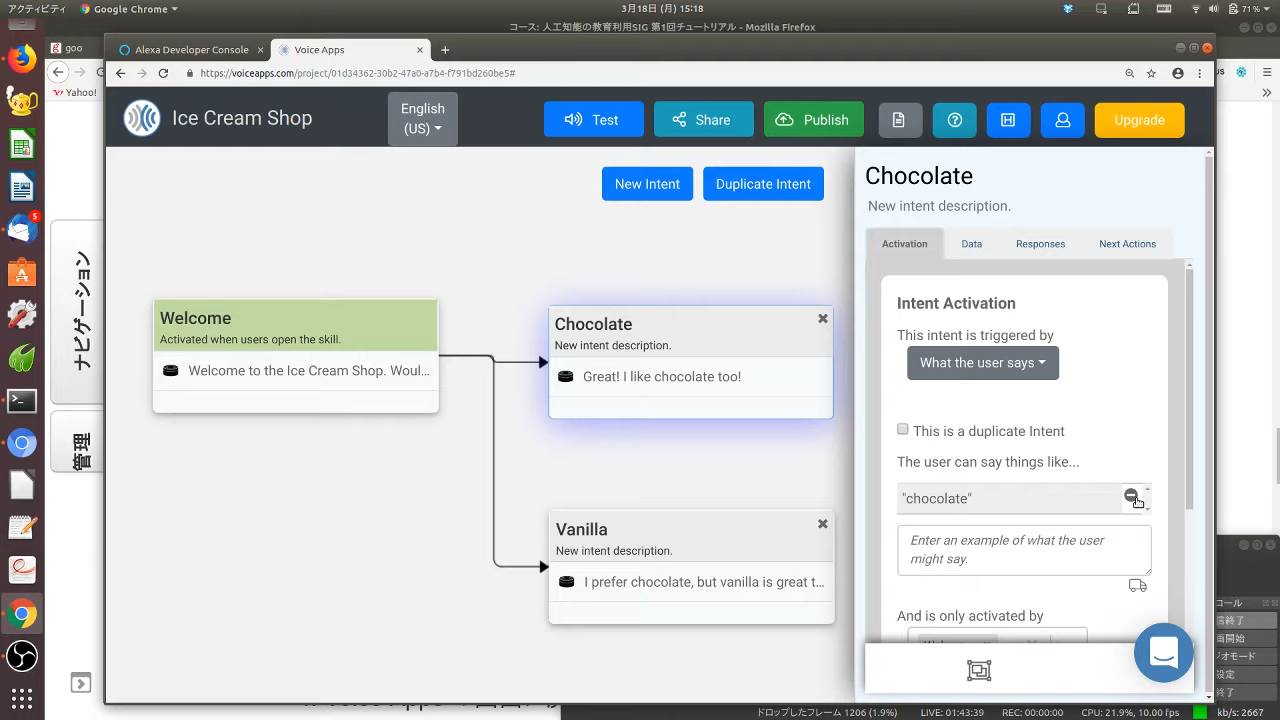 アクティビティ
Google Chrome
3月18日(月) 15:18
71%
コース: 人工知能の教育利用SIG 第1回チュートリアル - Mozilla Firefox
goo
Alexa Developer Console
Voice Apps
https://voiceapps.com/project/01d34362-30b2-47a0-a7b4-f791bd260be5#
Yahoo!
Ice Cream Shop
English
(US)
Test
Share
Publish
Upgrade
New Intent
Duplicate Intent
Chocolate
New intent description.
Activation
Data
Responses
Next Actions
Intent Activation
This intent is triggered by
What the user says
This is a duplicate Intent
The user can say things like...
"chocolate"
Enter an example of what the user
might say.
And is only activated by
Welcome
Activated when users open the skill.
Welcome to the Ice Cream Shop. Woul...
Chocolate
New intent description.
Great! I like chocolate too!
Vanilla
New intent description.
I prefer chocolate, but vanilla is great t...
ナビゲーション
管理
5
ドロップしたフレーム 1206 (1.9%)
LIVE: 01:43:39
REC: 00:00:00
CPU: 21.9%, 10.00 fps
kb/s: 2667